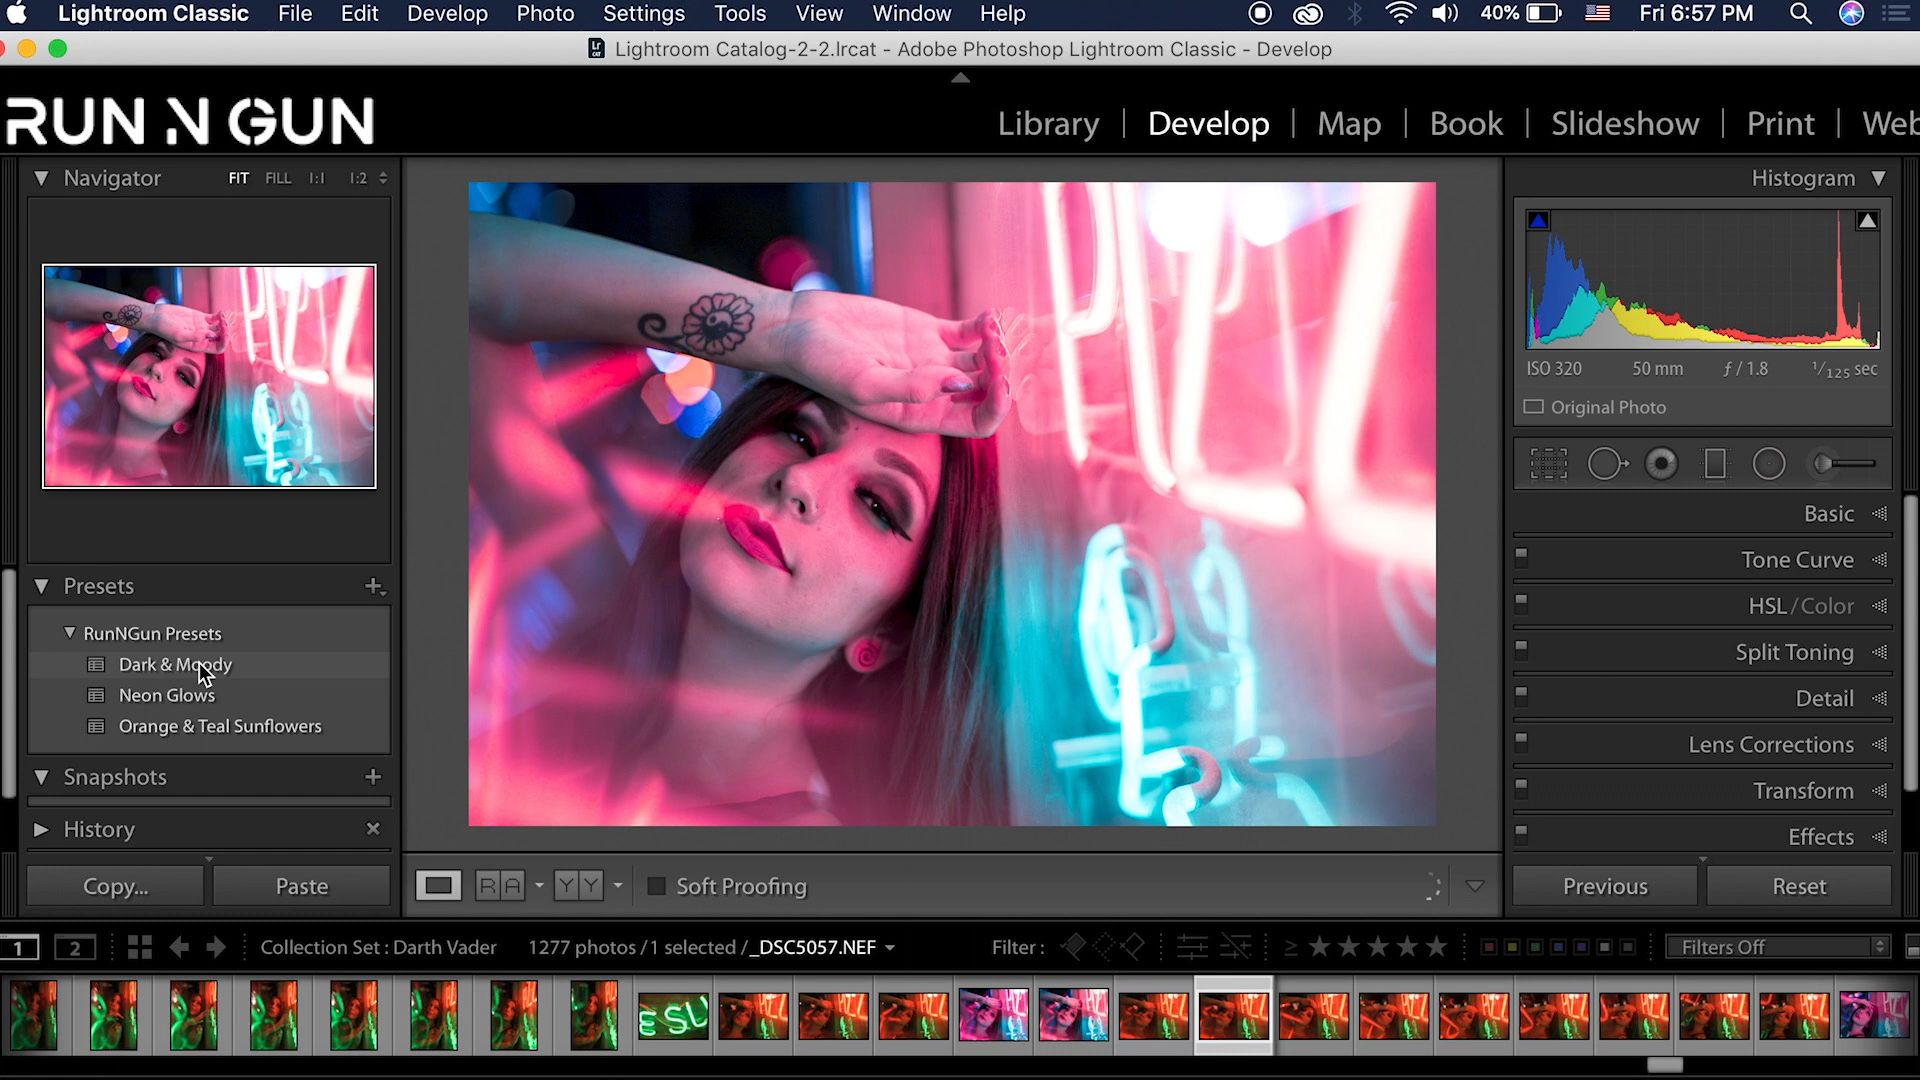 Lightroom Classic File Edit Develop Photo Settings Tools View Window Help 40% Fri 6:57 PM
Lightroom Catalog-2-2.lrcat - Adobe Photoshop Lightroom Classic - Develop
RUN N GUN
Library | Develop | Map | Book | Slideshow | Print | Web
Navigator FIT FILL 1:1 1:2
Histogram
ISO 320 50 mm ƒ / 1.8 1/125 sec
Original Photo
Basic
Tone Curve
HSL / Color
Split Toning
Detail
Lens Corrections
Transform
Effects
Presets
RunNGun Presets
Dark & Moody
Neon Glows
Orange & Teal Sunflowers
Snapshots
History
Copy... Paste
R A Y Y Soft Proofing
Previous Reset
1 2 Collection Set : Darth Vader 1277 photos / 1 selected / _DSC5057.NEF Filter : Filters Off